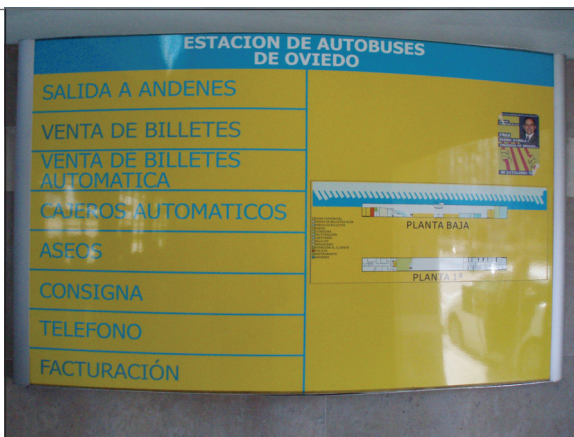 ESTACION DE AUTOBUSES
DE OVIEDO
SALIDA A ANDENES
VENTA DE BILLETES
VENTA DE BILLETES
AUTOMATICA
CAJEROS AUTOMATICOS
ASEOS
CONSIGNA
TELEFONO
FACTURACIÓN
PLANTA BAJA
PLANTA 1ª